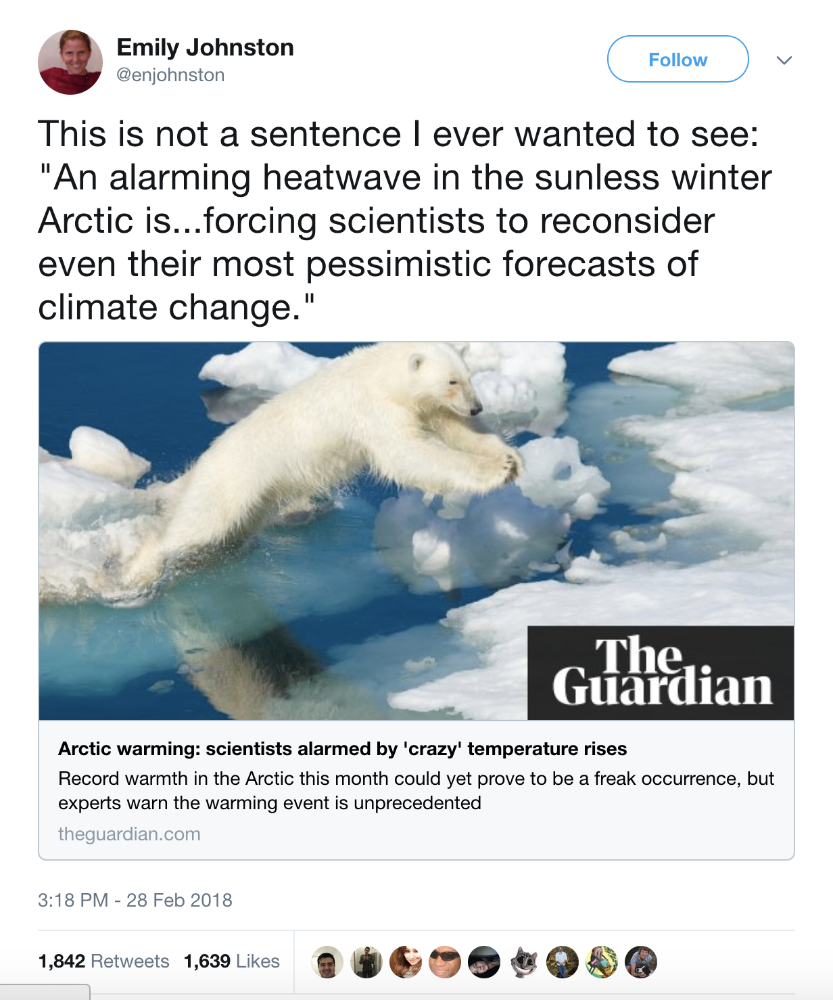 Emily Johnston
@enjohnston
Follow
This is not a sentence I ever wanted to see:
"An alarming heatwave in the sunless winter
Arctic is...forcing scientists to reconsider
even their most pessimistic forecasts of
climate change."
The
Guardian
Arctic warming: scientists alarmed by 'crazy' temperature rises
Record warmth in the Arctic this month could yet prove to be a freak occurrence, but
experts warn the warming event is unprecedented
theguardian.com
3:18 PM - 28 Feb 2018
1,842 Retweets 1,639 Likes